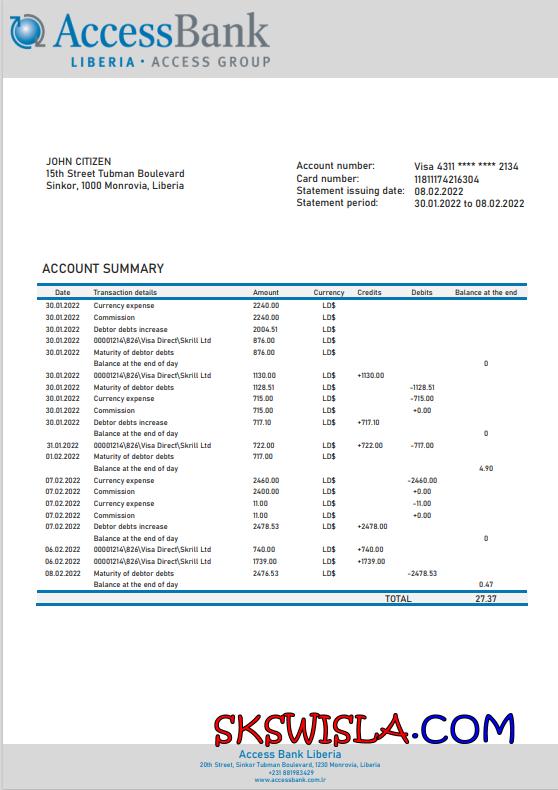 AccessBank
LIBERIA • ACCESS GROUP
JOHN CITIZEN
15th Street Tubman Boulevard
Sinkor, 1000 Monrovia, Liberia
Account number: Visa 4311 **** **** 2134
Card number: 11811174216304
Statement issuing date: 08.02.2022
Statement period: 30.01.2022 to 08.02.2022
ACCOUNT SUMMARY
Date Transaction details Amount Currency Credits Debits Balance at the end
30.01.2022 Currency expense 2240.00 LD$
30.01.2022 Commission 2240.00 LD$
30.01.2022 Debtor debts increase 2004.51 LD$
30.01.2022 00001214\826\Visa Direct\Skrill Ltd 876.00 LD$
30.01.2022 Maturity of debtor debts 876.00 LD$
Balance at the end of day 0
30.01.2022 00001214\826\Visa Direct\Skrill Ltd 1130.00 LD$ +1130.00
30.01.2022 Maturity of debtor debts 1128.51 LD$ -1128.51
30.01.2022 Currency expense 715.00 LD$ -715.00
30.01.2022 Commission 715.00 LD$ +0.00
30.01.2022 Debtor debts increase 717.10 LD$ +717.10
Balance at the end of day 0
31.01.2022 00001214\826\Visa Direct\Skrill Ltd 722.00 LD$ +722.00 -717.00
01.02.2022 Maturity of debtor debts 717.00 LD$
Balance at the end of day 4.90
07.02.2022 Currency expense 2460.00 LD$ -2460.00
07.02.2022 Commission 2400.00 LD$ +0.00
07.02.2022 Currency expense 11.00 LD$ -11.00
07.02.2022 Commission 11.00 LD$ +0.00
07.02.2022 Debtor debts increase 2478.53 LD$ +2478.00
Balance at the end of day 0
06.02.2022 00001214\826\Visa Direct\Skrill Ltd 740.00 LD$ +740.00
06.02.2022 00001214\826\Visa Direct\Skrill Ltd 1739.00 LD$ +1739.00
08.02.2022 Maturity of debtor debts 2476.53 LD$ -2478.53
Balance at the end of day 0.47
TOTAL 27.37
SKSWISLA.COM
Access Bank Liberia
20th Street, Sinkor Tubman Boulevard, 1230 Monrovia, Liberia
+231 881983429
www.accessbank.com.lr